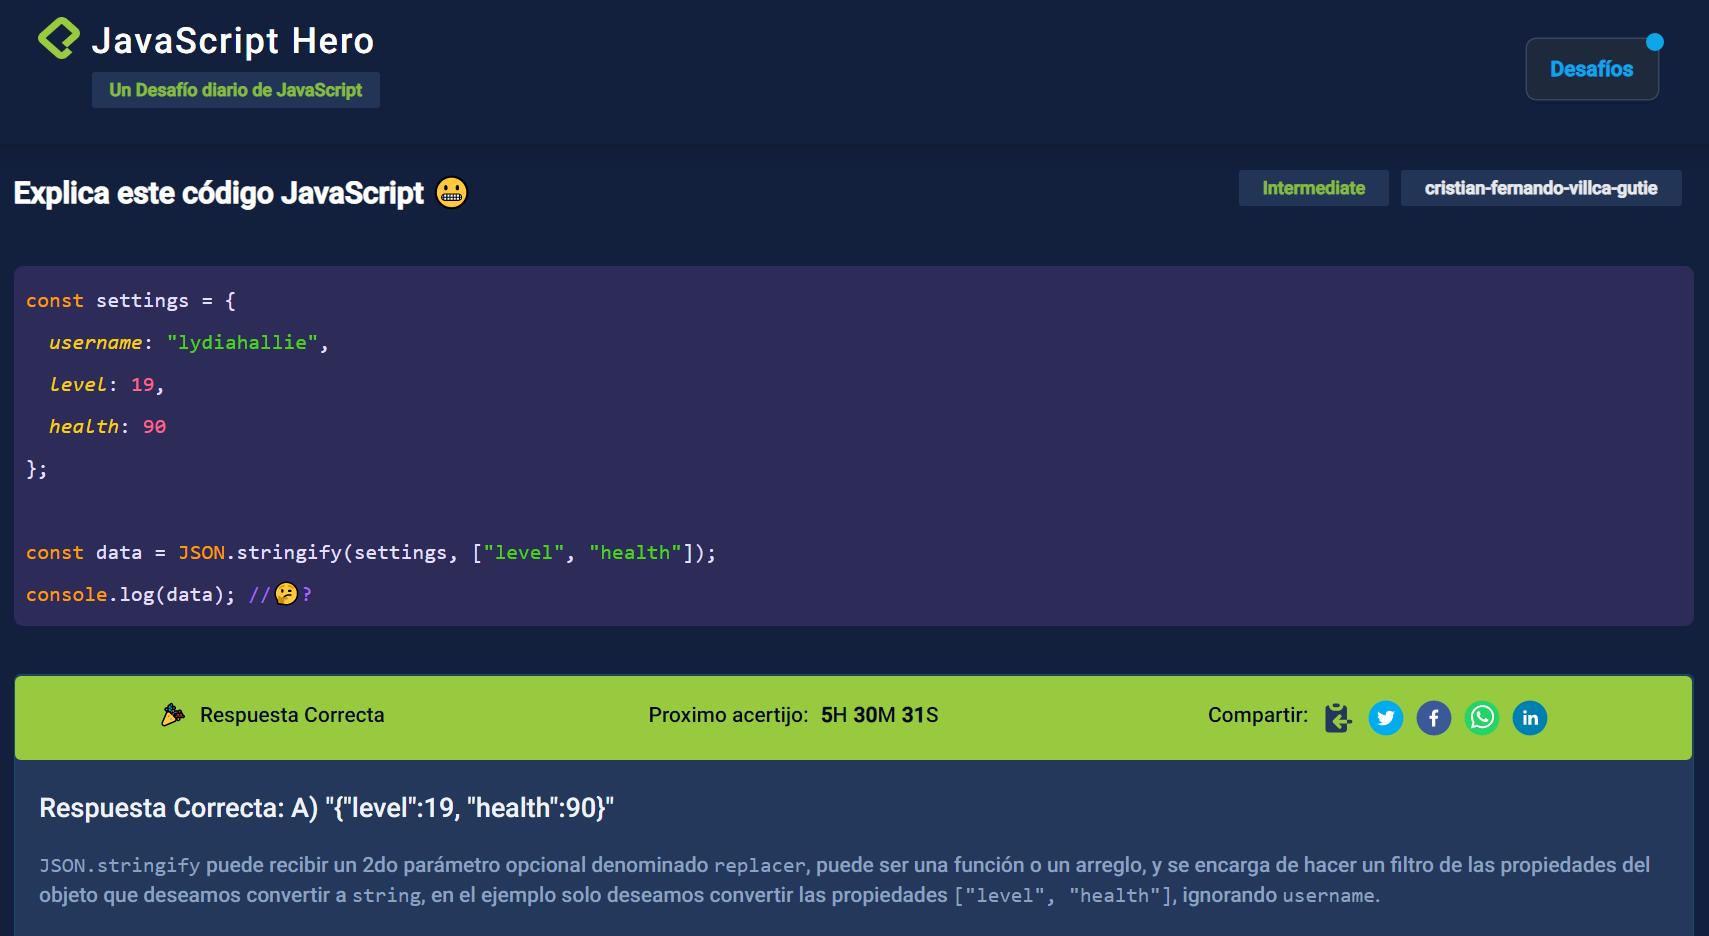 JavaScript Hero
Un Desafío diario de JavaScript
Desafíos
Explica este código JavaScript 😬
Intermediate
cristian-fernando-villca-gutie
const settings = {
  username: "lydiahallie",
  level: 19,
  health: 90
};
const data = JSON.stringify(settings, ["level", "health"]);
console.log(data); //🤔?
🎉 Respuesta Correcta
Proximo acertijo: 5H 30M 31S
Compartir:
Respuesta Correcta: A) "{"level":19, "health":90}"
JSON.stringify puede recibir un 2do parámetro opcional denominado replacer, puede ser una función o un arreglo, y se encarga de hacer un filtro de las propiedades del
objeto que deseamos convertir a string, en el ejemplo solo deseamos convertir las propiedades ["level", "health"], ignorando username.